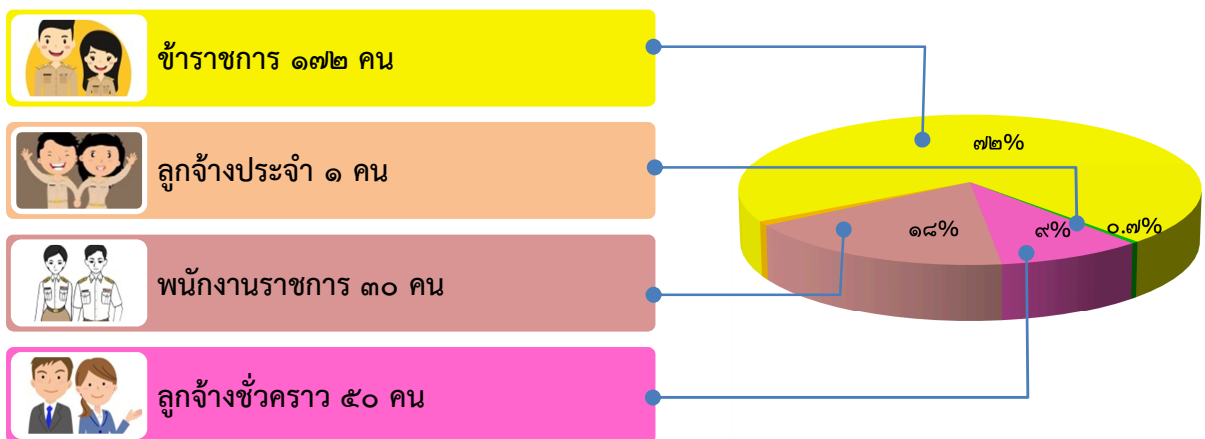 ข้าราชการ ๑๗๒ คน
ลูกจ้างประจำ ๑ คน
พนักงานราชการ ๓๐ คน
ลูกจ้างชั่วคราว ๕๐ คน
๗๒%
๑๘%
๙%
๐.๗%